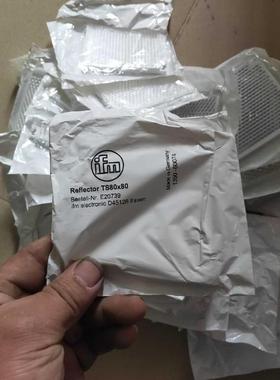 ifm
Reflector TS80x80
Bestell-Nr. E20739
ifm electronic D45128 Essen
Made in Germany